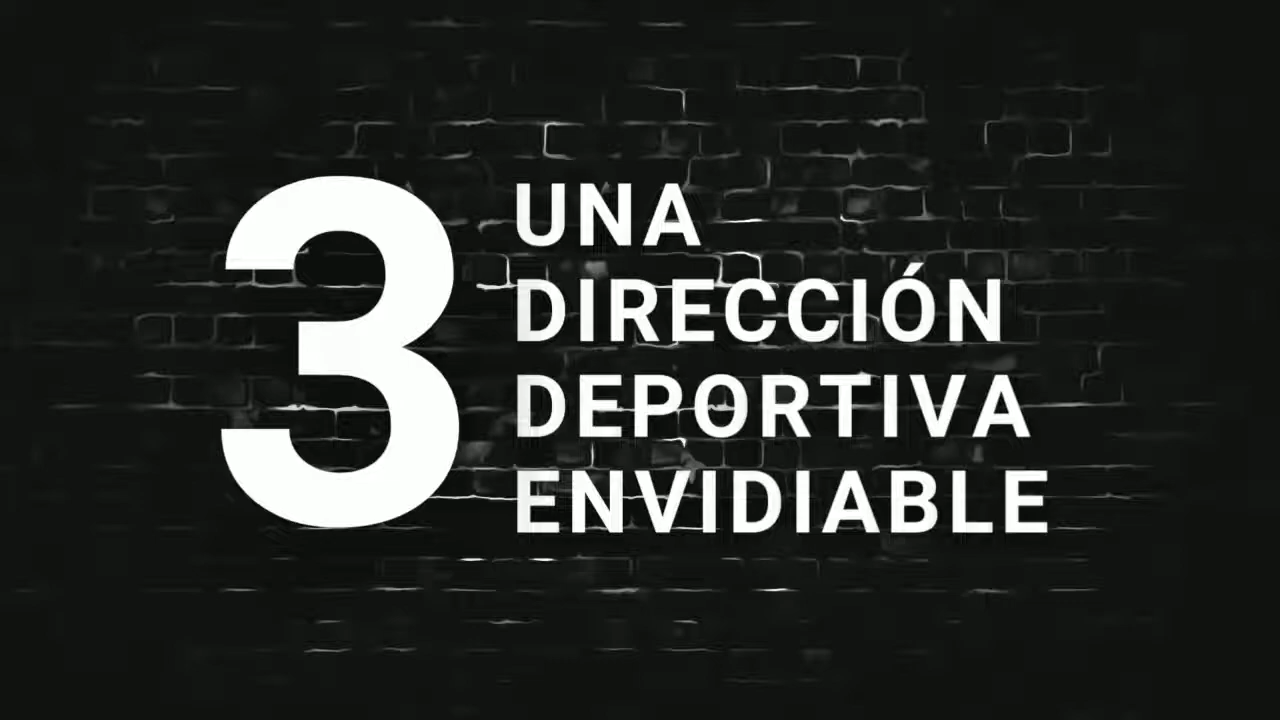 3
UNA
DIRECCIÓN
DEPORTIVA
ENVIDIABLE